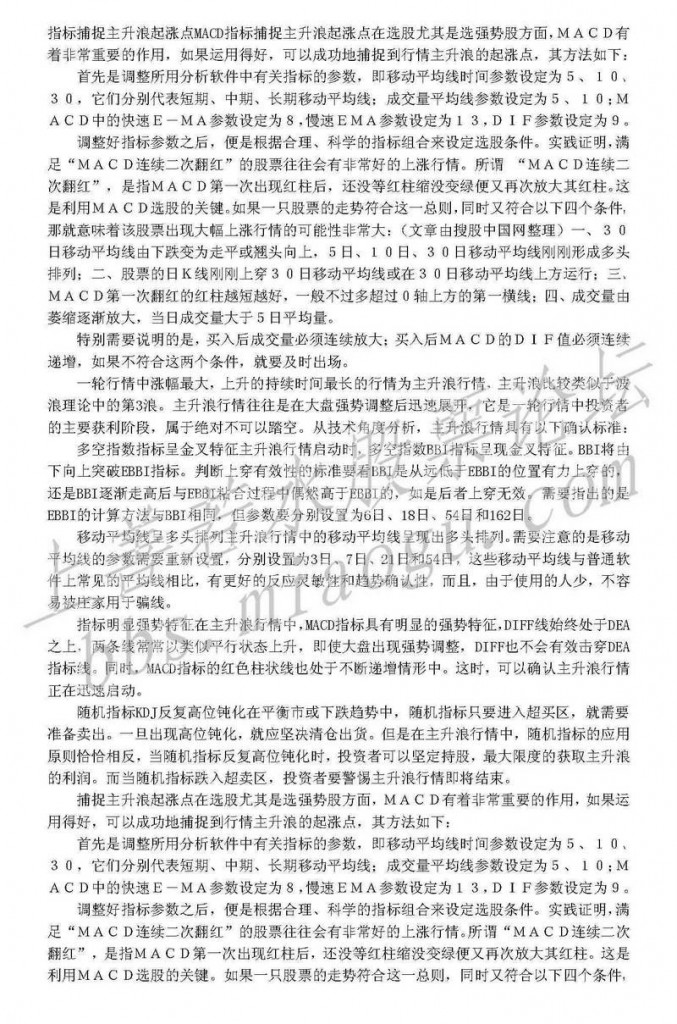 指标捕捉主升浪起涨点MACD指标捕捉主升浪起涨点在选股尤其是选强势股方面，ＭＡＣＤ有
着非常重要的作用，如果运用得好，可以成功地捕捉到行情主升浪的起涨点，其方法如下：
首先是调整所用分析软件中有关指标的参数，即移动平均线时间参数设定为５、１０、
３０，它们分别代表短期、中期、长期移动平均线；成交量平均线参数设定为５、１０；Ｍ
ＡＣＤ中的快速Ｅ－ＭＡ参数设定为８，慢速ＥＭＡ参数设定为１３，ＤＩＦ参数设定为９。
调整好指标参数之后，便是根据合理、科学的指标组合来设定选股条件。实践证明，满
足“ＭＡＣＤ连续二次翻红”的股票往往会有非常好的上涨行情。所谓 “ＭＡＣＤ连续二
次翻红”，是指ＭＡＣＤ第一次出现红柱后，还没等红柱缩没变绿便又再次放大其红柱。这
是利用ＭＡＣＤ选股的关键。如果一只股票的走势符合这一总则，同时又符合以下四个条件，
那就意味着该股票出现大幅上涨行情的可能性非常大：（文章由搜股中国网整理）一、３０
日移动平均线由下跌变为走平或翘头向上，５日、１０日、３０日移动平均线刚刚形成多头
排列；二、股票的日Ｋ线刚刚上穿３０日移动平均线或在３０日移动平均线上方运行；三、
ＭＡＣＤ第一次翻红的红柱越短越好，一般不过多超过０轴上方的第一横线；四、成交量由
萎缩逐渐放大，当日成交量大于５日平均量。
特别需要说明的是，买入后成交量必须连续放大；买入后ＭＡＣＤ的ＤＩＦ值必须连续
递增，如果不符合这两个条件，就要及时出场。
一轮行情中涨幅最大，上升的持续时间最长的行情为主升浪行情，主升浪比较类似于波
浪理论中的第3浪。主升浪行情往往是在大盘强势调整后迅速展开，它是一轮行情中投资者
的主要获利阶段，属于绝对不可以踏空。从技术角度分析，主升浪行情具有以下确认标准：
多空指数指标呈金叉特征主升浪行情启动时，多空指数BBI指标呈现金叉特征。BBI将由
下向上突破EBBI指标。判断上穿有效性的标准要看BBI是从远低于EBBI的位置有力上穿的，
还是BBI逐渐走高后与EBBI粘合过程中偶然高于EBBI的，如是后者上穿无效。需要指出的是
EBBI的计算方法与BBI相同，但参数要分别设置为6日、18日、54日和162日
移动平均线呈多头排列主升浪行情中的移动平均线呈现出多头排列。需要注意的是移动
平均线的参数需要重新设置，分别设置为3日、7日、21日和54日，这些移动平均线与普通软
件上常见的平均线相比，有更好的反应灵敏性和趋势确认性，而且，由于使用的人少，不容
易被庄家用于骗线。
指标明显强势特征在主升浪行情中，MACD指标具有明显的强势特征，DIFF线始终处于DEA
之上，两条线常常以类似平行状态上升，即使大盘出现强势调整，DIFF也不会有效击穿DEA
指标线。同时，MACD指标的红色柱状线也处于不断递增情形中。这时，可以确认主升浪行情
正在迅速启动。
随机指标KDJ反复高位钝化在平衡市或下跌趋势中，随机指标只要进入超买区，就需要
准备卖出。一旦出现高位钝化，就应坚决清仓出货。但是在主升浪行情中，随机指标的应用
原则恰恰相反，当随机指标反复高位钝化时，投资者可以坚定持股，最大限度的获取主升浪
的利润。而当随机指标跌入超卖区，投资者要警惕主升浪行情即将结束。
捕捉主升浪起涨点在选股尤其是选强势股方面，ＭＡＣＤ有着非常重要的作用，如果运
用得好，可以成功地捕捉到行情主升浪的起涨点，其方法如下：
首先是调整所用分析软件中有关指标的参数，即移动平均线时间参数设定为５、１０、
３０，它们分别代表短期、中期、长期移动平均线；成交量平均线参数设定为５、１０；Ｍ
ＡＣＤ中的快速Ｅ－ＭＡ参数设定为８，慢速ＥＭＡ参数设定为１３，ＤＩＦ参数设定为９。
调整好指标参数之后，便是根据合理、科学的指标组合来设定选股条件。实践证明，满
足“ＭＡＣＤ连续二次翻红”的股票往往会有非常好的上涨行情。所谓“ＭＡＣＤ连续二次
翻红”，是指ＭＡＣＤ第一次出现红柱后，还没等红柱缩没变绿便又再次放大其红柱。这是
利用ＭＡＣＤ选股的关键。如果一只股票的走势符合这一总则，同时又符合以下四个条件，
上善若水股票论坛
bbs.m1aogu.com